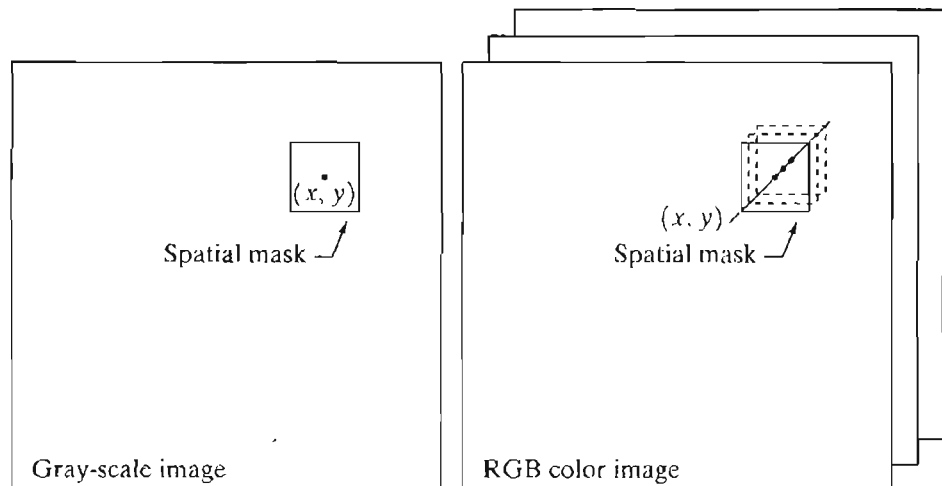 (x, y)
Spatial mask
Gray-scale image
(x, y)
Spatial mask
RGB color image